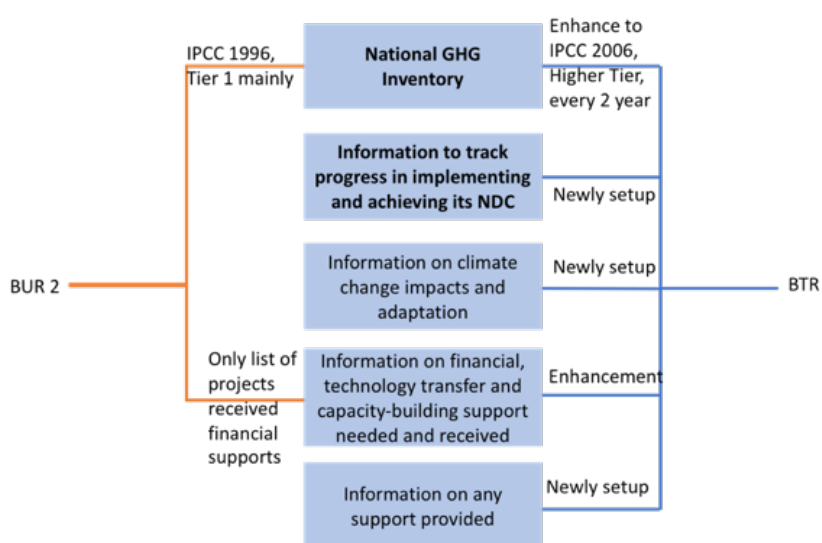 IPCC 1996,
Tier 1 mainly
National GHG
Inventory
Enhance to
IPCC 2006,
Higher Tier,
every 2 year
Information to track
progress in implementing
and achieving its NDC
Newly setup
BUR 2
Information on climate
change impacts and
adaptation
Newly setup
BTR
Only list of
projects
received
financial
supports
Information on financial,
technology transfer and
capacity-building support
needed and received
Enhancement
Information on any
support provided
Newly setup